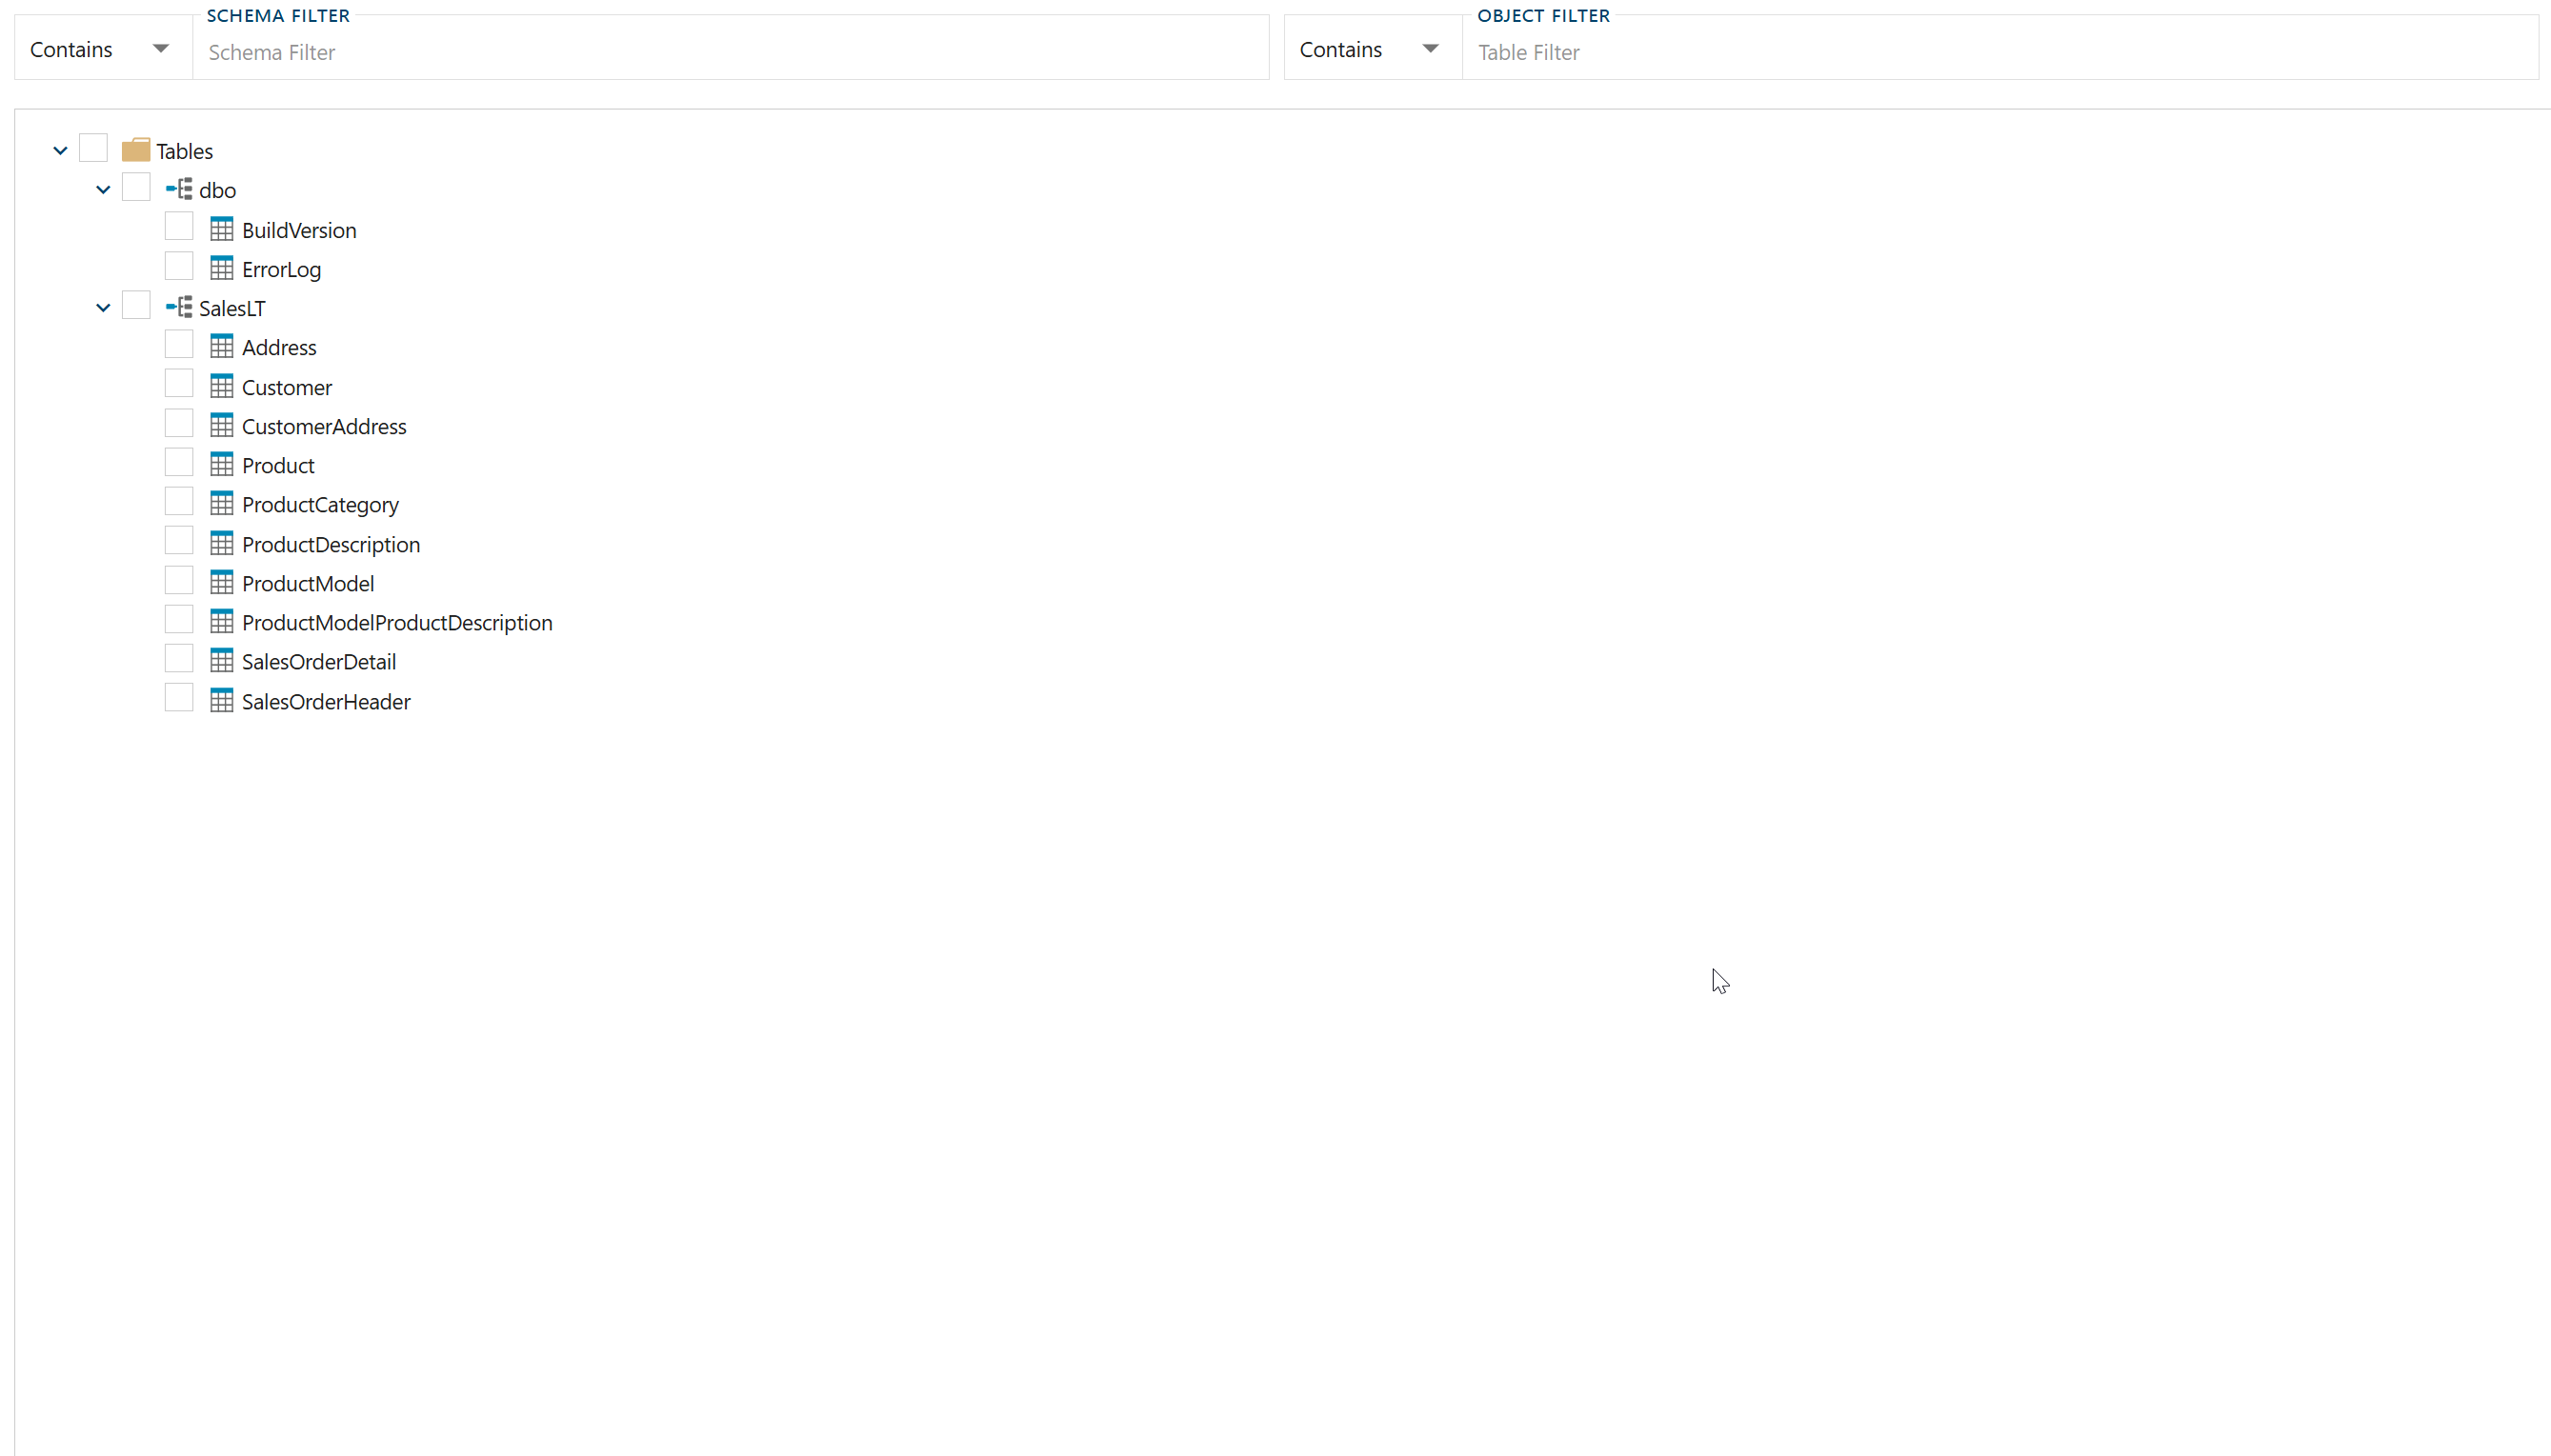 SCHEMA FILTER
OBJECT FILTER
Contains
Schema Filter
Contains
Table Filter
Tables
dbo
BuildVersion
ErrorLog
SalesLT
Address
Customer
CustomerAddress
Product
ProductCategory
ProductDescription
ProductModel
ProductModelProductDescription
SalesOrderDetail
SalesOrderHeader